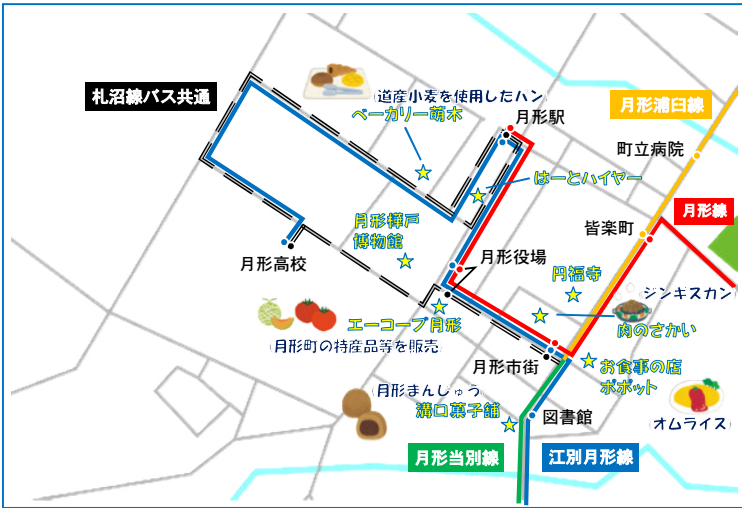 札沼線バス共通
(道産小麦を使用したパン)
ベーカリー萌木
月形駅
月形浦臼線
町立病院
はーとハイヤー
月形線
月形樺戸
博物館
皆楽町
月形高校
月形役場
円福寺
ジンギスカン)
エーコープ月形
肉のさかい
(月形町の特産品等を販売)
月形市街
お食事の店
ポポット
(月形まんじゅう
溝口菓子舗
図書館
オムライス)
月形当別線
江別月形線